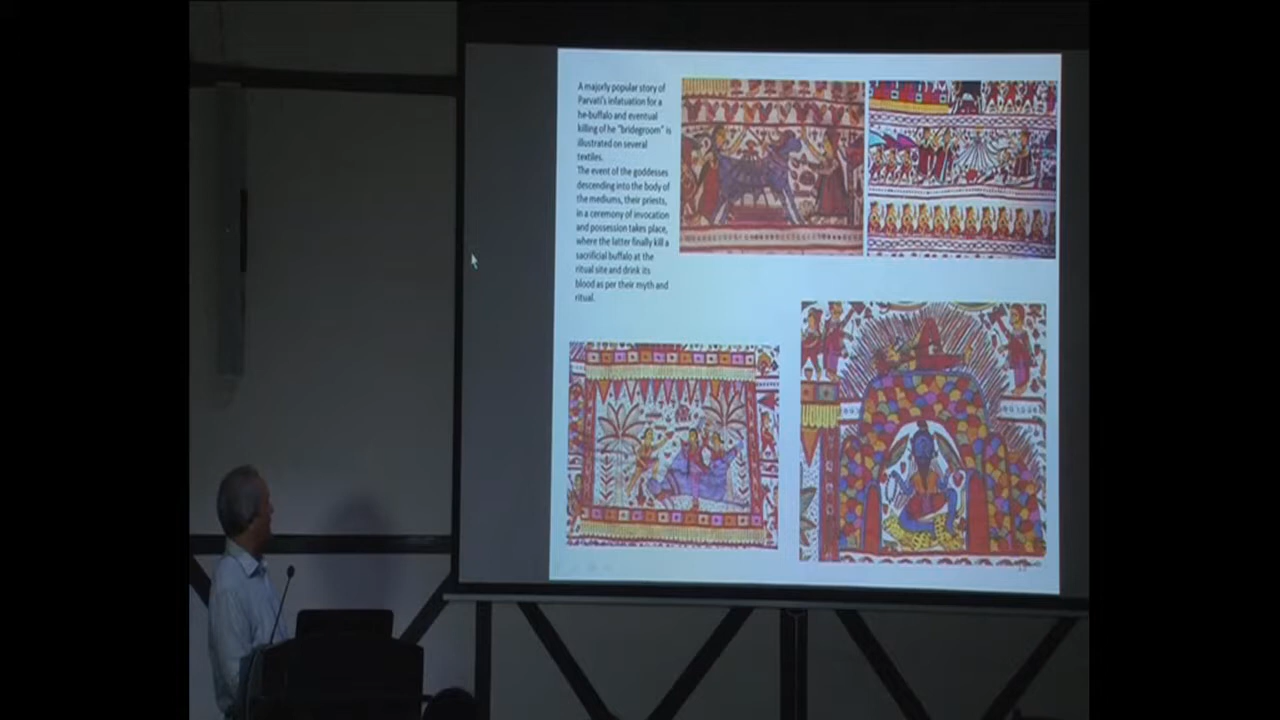 A majorly popular story of
Parvati's infatuation for a
he-buffalo and eventual
killing of he "bridegroom" is
illustrated on several
textiles.
The event of the goddesses
descending into the body of
the mediums, their priests,
in a ceremony of invocation
and possession takes place,
where the latter finally kill a
sacrificial buffalo at the
ritual site and drink its
blood as per their myth and
ritual.